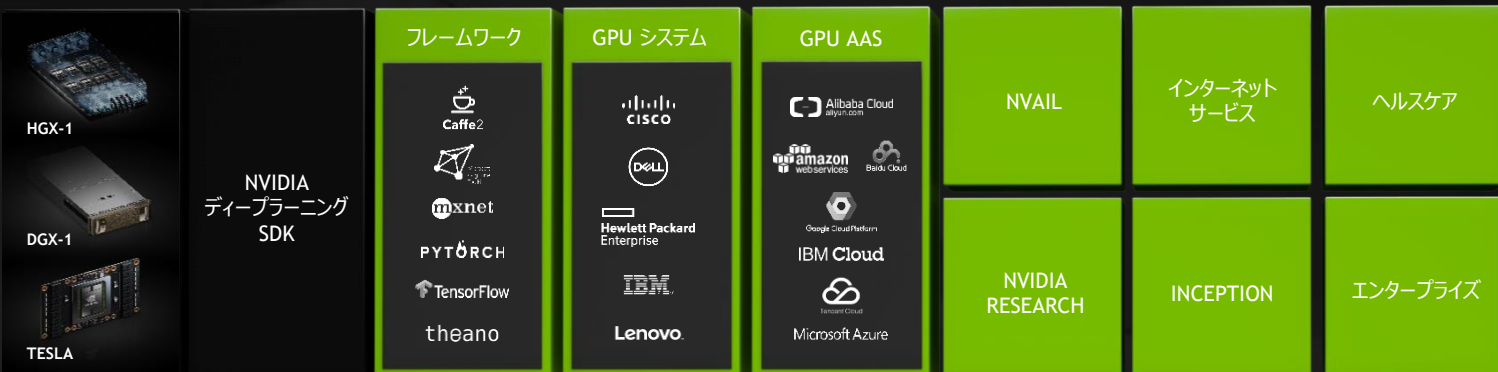 HGX-1
DGX-1
TESLA
NVIDIA
ディープラーニング
SDK
フレームワーク
Caffe2
mxnet
PYTORCH
TensorFlow
theano
GPU システム
CISCO
DELL
Hewlett Packard
Enterprise
IBM
Lenovo
GPU AAS
Alibaba Cloud
aliyun.com
amazon
webservices
Baidu Cloud
Google Cloud Platform
IBM Cloud
Tencent Cloud
Microsoft Azure
NVAIL
インターネット
サービス
ヘルスケア
NVIDIA
RESEARCH
INCEPTION
エンタープライズ